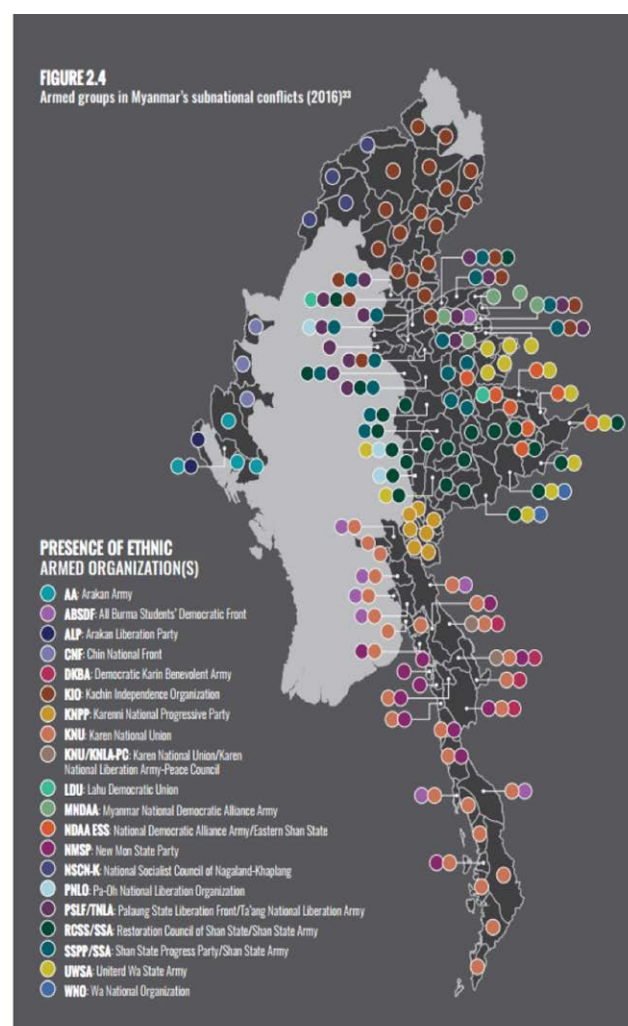 FIGURE 2.4
Armed groups in Myanmar's subnational conflicts (2016)³³
PRESENCE OF ETHNIC
ARMED ORGANIZATION(S)
AA: Arakan Army
ABSDF: All Burma Students' Democratic Front
ALP: Arakan Liberation Party
CNF: Chin National Front
DKBA: Democratic Karin Benevolent Army
KIO: Kachin Independence Organization
KNPP: Karenni National Progressive Party
KNU: Karen National Union
KNU/KNLA-PC: Karen National Union/Karen
National Liberation Army-Peace Council
LDU: Lahu Democratic Union
MNDAA: Myanmar National Democratic Alliance Army
NDAA ESS: National Democratic Alliance Army/Eastern Shan State
NMSP: New Mon State Party
NSCN-K: National Socialist Council of Nagaland-Khaplang
PNLO: Pa-Oh National Liberation Organization
PSLF/TNLA: Palaung State Liberation Front/Ta'ang National Liberation Army
RCSS/SSA: Restoration Council of Shan State/Shan State Army
SSPP/SSA: Shan State Progress Party/Shan State Army
UWSA: Uniterd Wa State Army
WNO: Wa National Organization